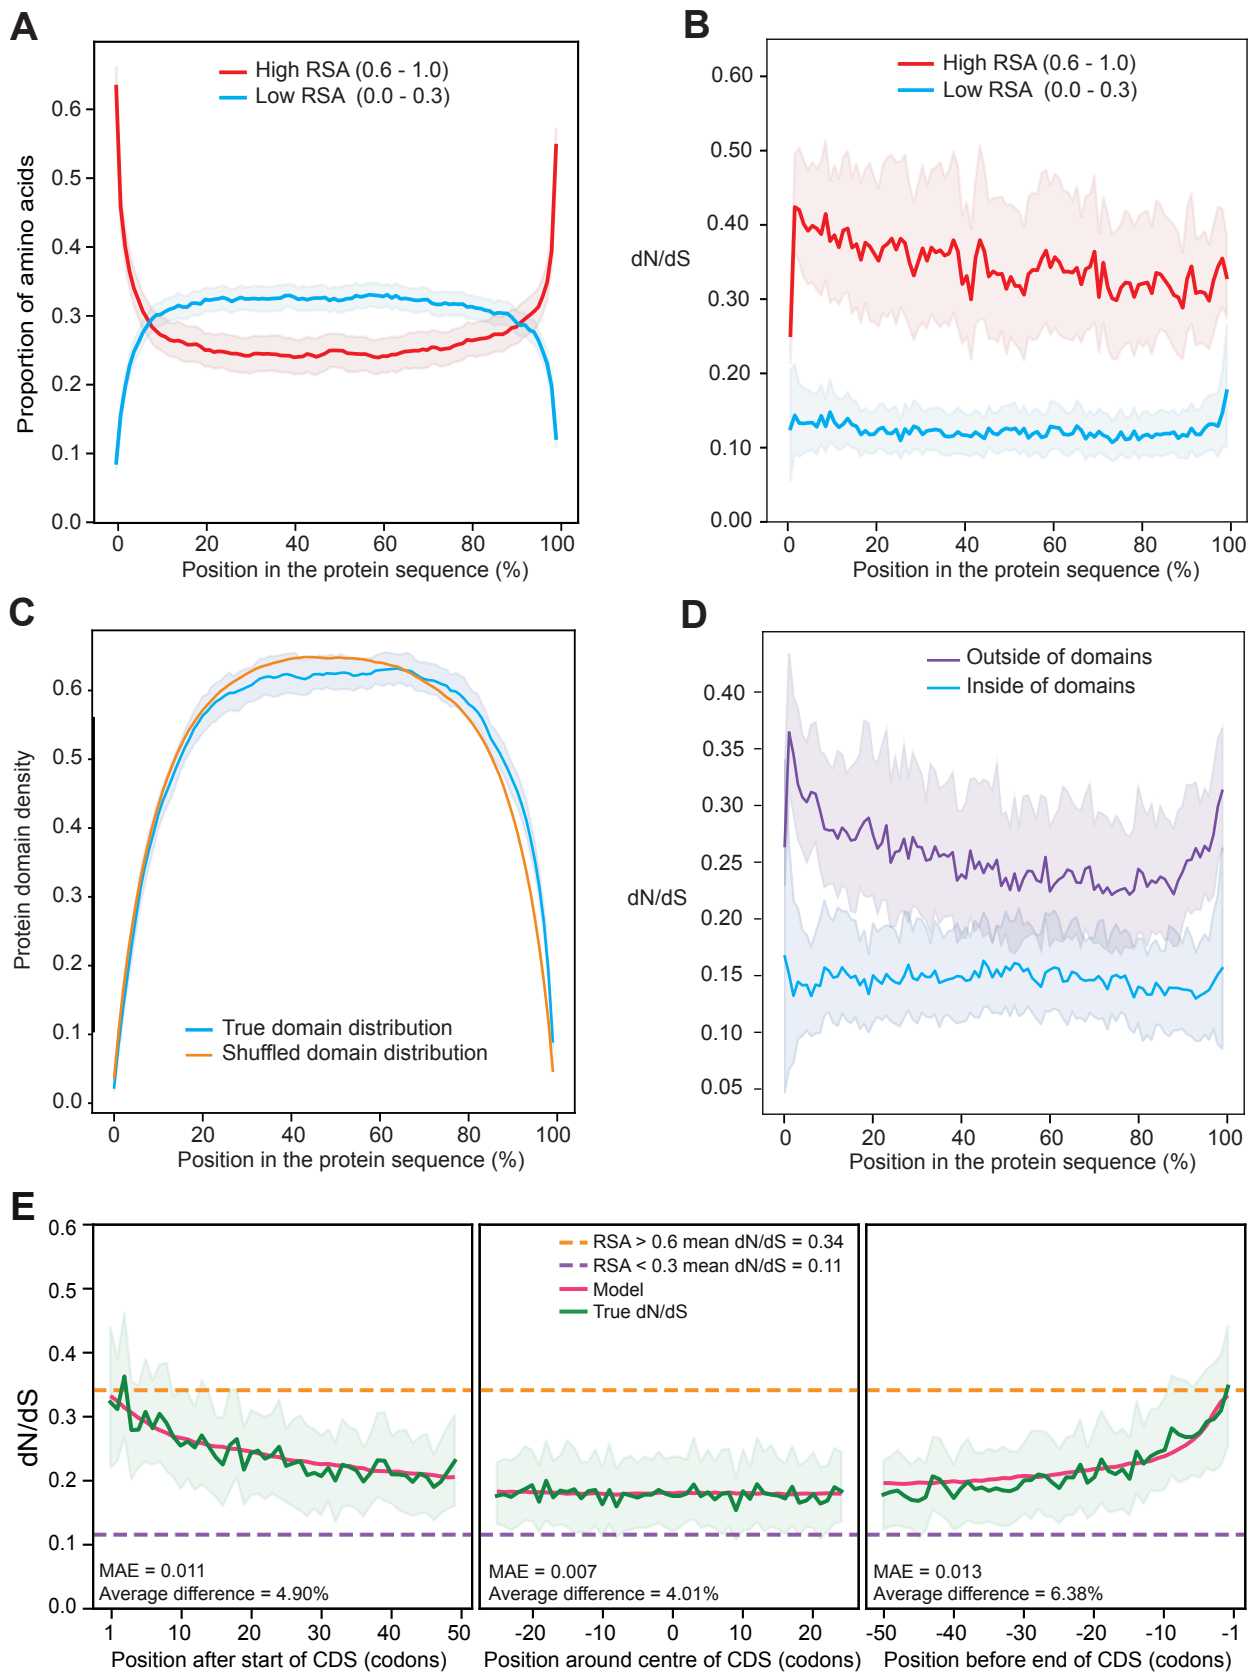 A
High RSA (0.6 - 1.0)
Low RSA (0.0 - 0.3)
Proportion of amino acids
0.6
0.5
0.4
0.3
0.2
0.1
0.0
0 20 40 60 80 100
Position in the protein sequence (%)
B
High RSA (0.6 - 1.0)
Low RSA (0.0 - 0.3)
dN/dS
0.60
0.50
0.40
0.30
0.20
0.10
0.00
0 20 40 60 80 100
Position in the protein sequence (%)
C
Protein domain density
0.6
0.5
0.4
0.3
0.2
0.1
0.0
True domain distribution
Shuffled domain distribution
0 20 40 60 80 100
Position in the protein sequence (%)
D
Outside of domains
Inside of domains
dN/dS
0.40
0.35
0.30
0.25
0.20
0.15
0.10
0.05
0 20 40 60 80 100
Position in the protein sequence (%)
E
dN/dS
0.6
0.5
0.4
0.3
0.2
0.1
0.0
MAE = 0.011
Average difference = 4.90%
1 10 20 30 40 50
Position after start of CDS (codons)
RSA > 0.6 mean dN/dS = 0.34
RSA < 0.3 mean dN/dS = 0.11
Model
True dN/dS
MAE = 0.007
Average difference = 4.01%
-20 -10 0 10 20
Position around centre of CDS (codons)
MAE = 0.013
Average difference = 6.38%
-50 -40 -30 -20 -10 -1
Position before end of CDS (codons)